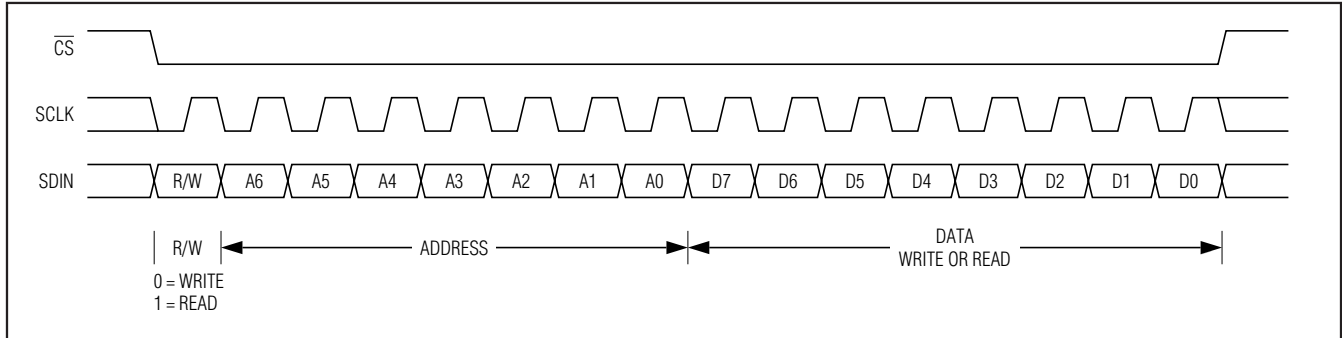 CS
SCLK
SDIN R/W A6 A5 A4 A3 A2 A1 A0 D7 D6 D5 D4 D3 D2 D1 D0
R/W ADDRESS DATA
WRITE OR READ
0 = WRITE
1 = READ